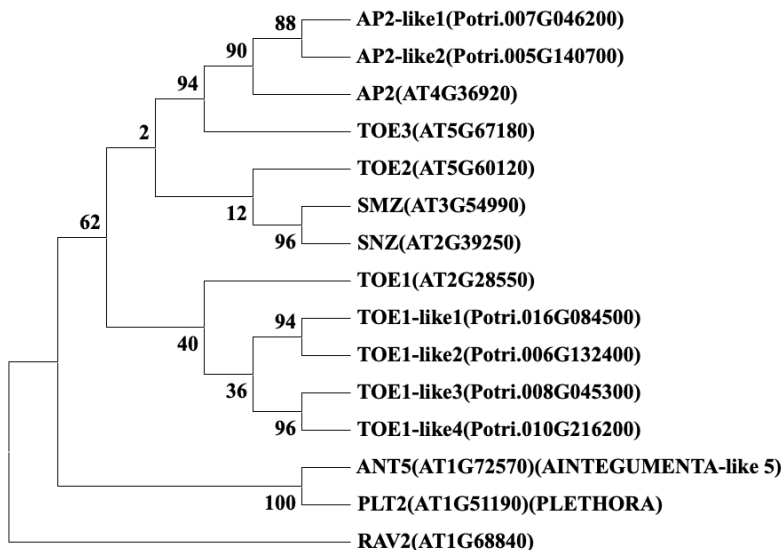 88
AP2-like1(Potri.007G046200)
90
AP2-like2(Potri.005G140700)
94
AP2(AT4G36920)
2
TOE3(AT5G67180)
TOE2(AT5G60120)
12
SMZ(AT3G54990)
62
96
SNZ(AT2G39250)
TOE1(AT2G28550)
94
TOE1-like1(Potri.016G084500)
40
TOE1-like2(Potri.006G132400)
36
TOE1-like3(Potri.008G045300)
96
TOE1-like4(Potri.010G216200)
ANT5(AT1G72570)(AINTEGUMENTA-like 5)
100
PLT2(AT1G51190)(PLETHORA)
RAV2(AT1G68840)